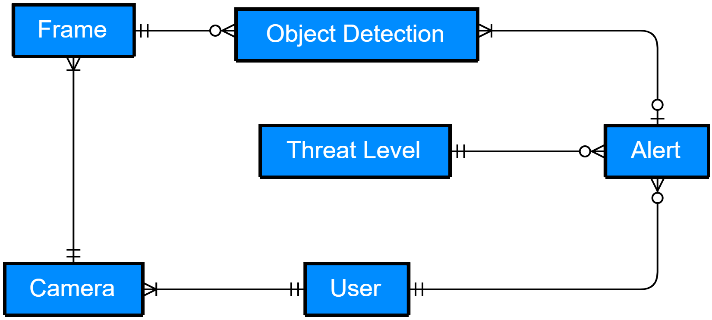 Frame
Object Detection
Threat Level
Alert
Camera
User